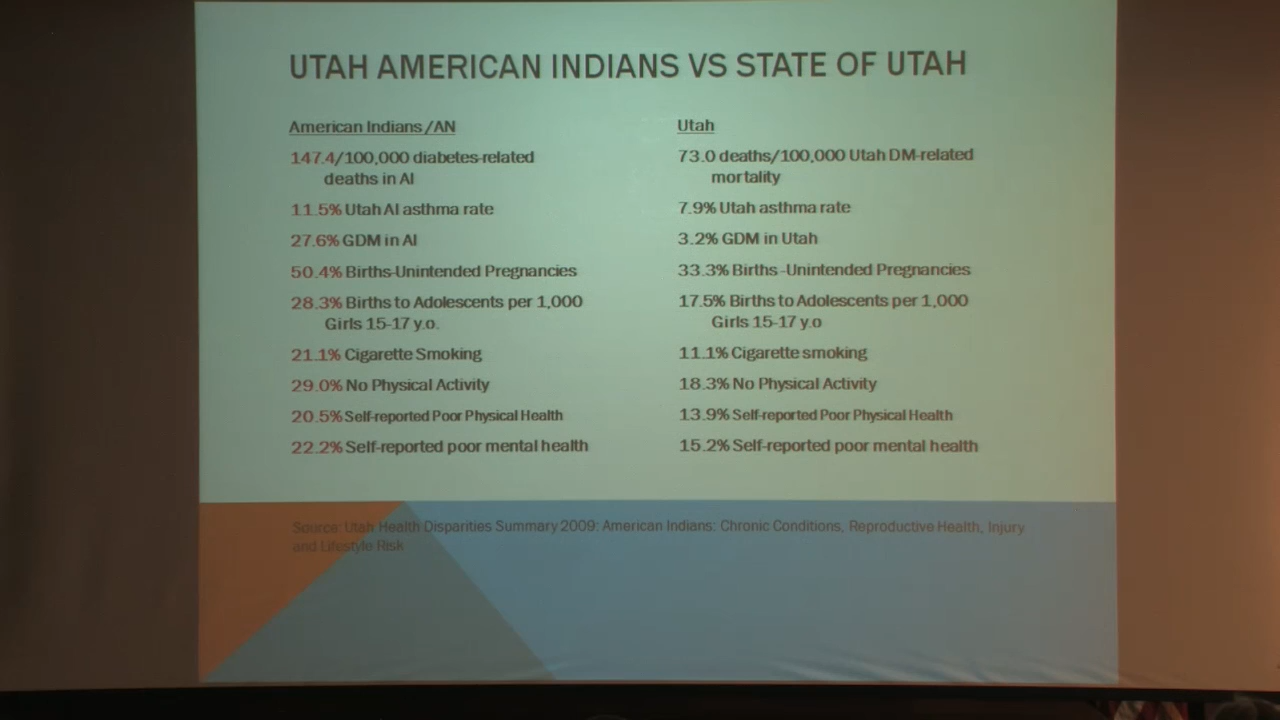 UTAH AMERICAN INDIANS VS STATE OF UTAH
American Indians/AN
147.4/100,000 diabetes-related
deaths in AI
11.5% Utah AI asthma rate
27.6% GDM in AI
50.4% Births-Unintended Pregnancies
28.3% Births to Adolescents per 1,000
Girls 15-17 y.o.
21.1% Cigarette Smoking
29.0% No Physical Activity
20.5% Self-reported Poor Physical Health
22.2% Self-reported poor mental health
Utah
73.0 deaths/100,000 Utah DM-related
mortality
7.9% Utah asthma rate
3.2% GDM in Utah
33.3% Births -Unintended Pregnancies
17.5% Births to Adolescents per 1,000
Girls 15-17 y.o
11.1% Cigarette smoking
18.3% No Physical Activity
13.9% Self-reported Poor Physical Health
15.2% Self-reported poor mental health
Source: Utah Health Disparities Summary 2009: American Indians: Chronic Conditions, Reproductive Health, Injury
and Lifestyle Risk